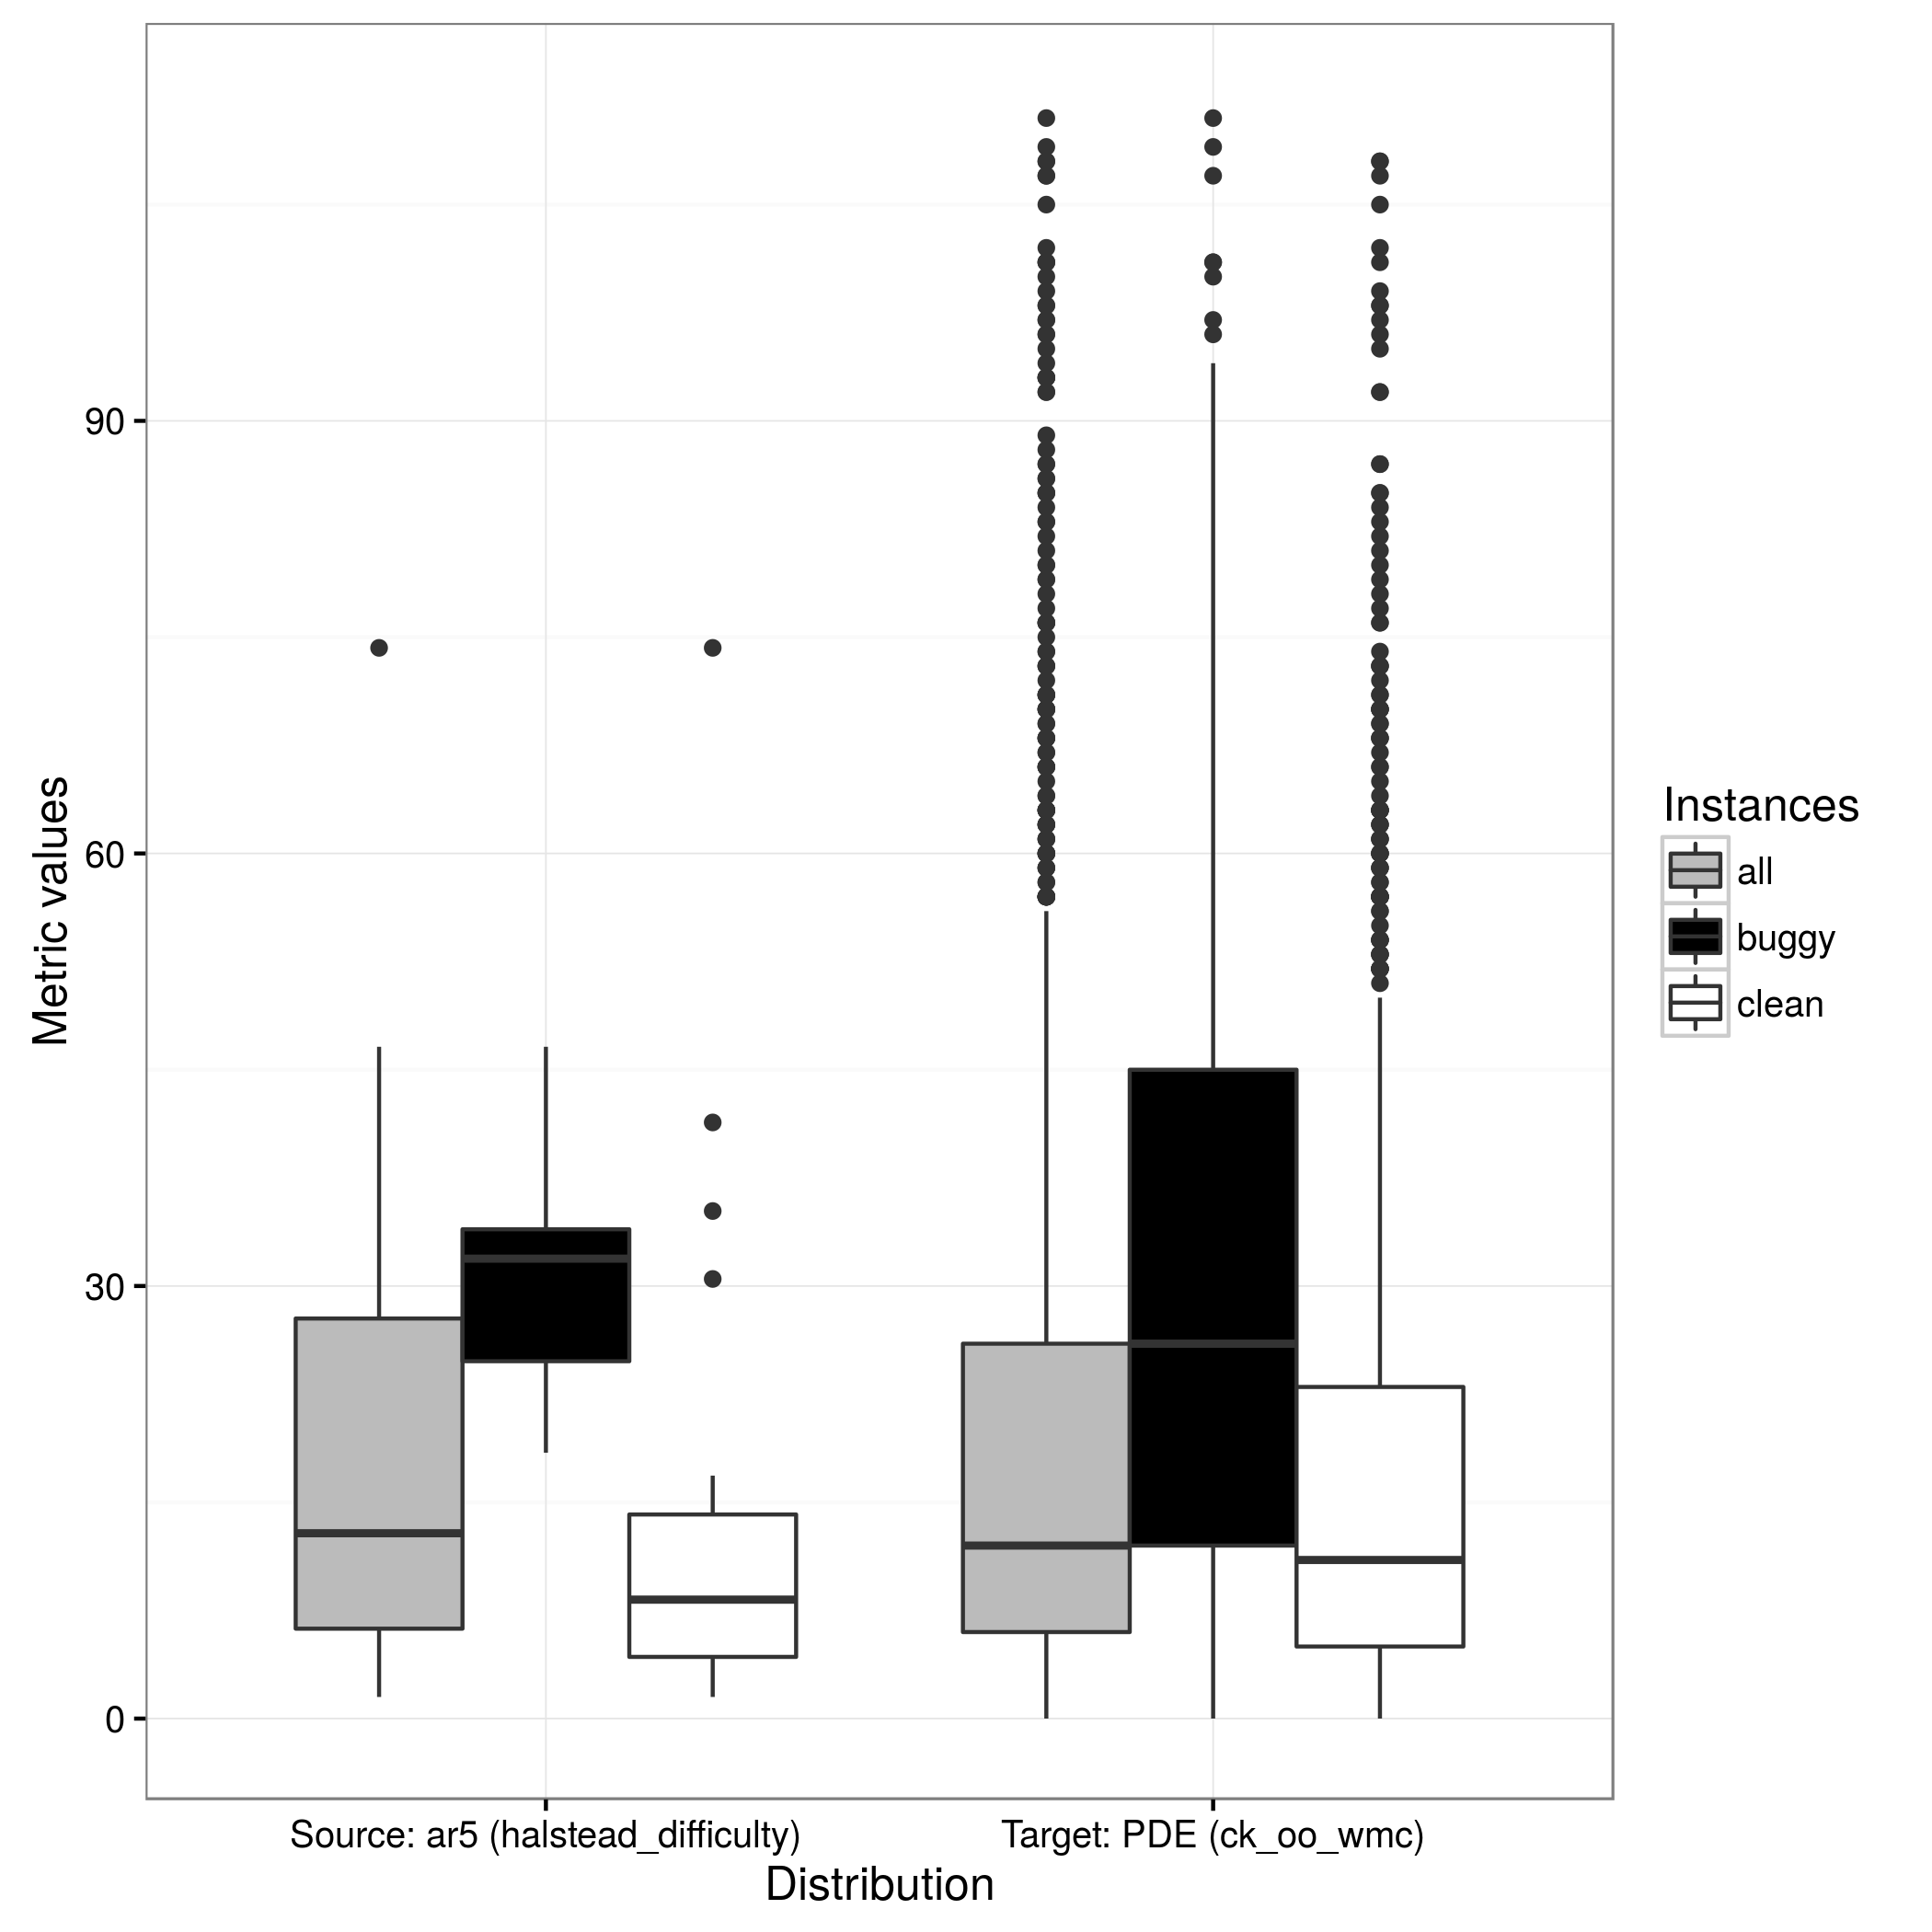 Metric values
90
60
30
0
Source: ar5 (halstead_difficulty)
Target: PDE (ck_oo_wmc)
Distribution
Instances
all
buggy
clean